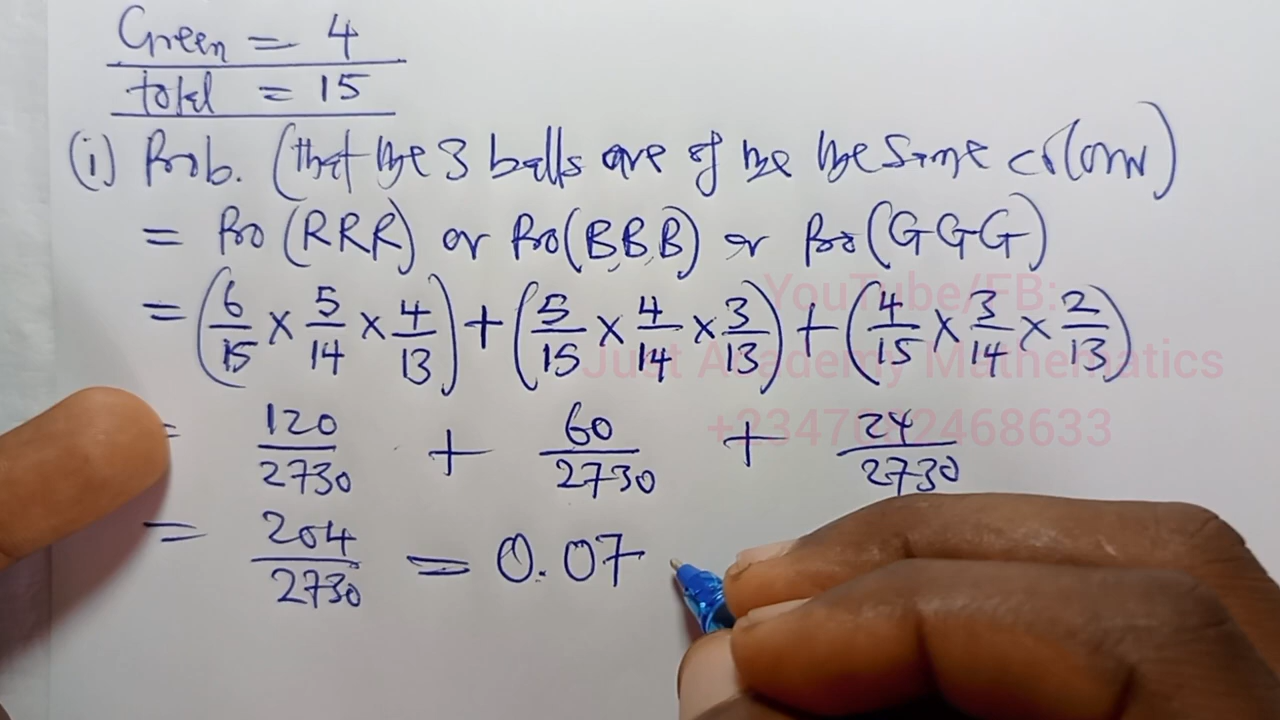 Green = 4
total = 15
(i) Prob. (that the 3 balls are of the the same colour)
= Pro (RRR) or Pro(B,B,B) or Pro(GGG)
= (6/15 × 5/14 × 4/13) + (5/15 × 4/14 × 3/13) + (4/15 × 3/14 × 2/13)
= 120/2730 + 60/2730 + 24/2730
= 204/2730 = 0.07
YouTube/FB:
Just Academy Mathematics